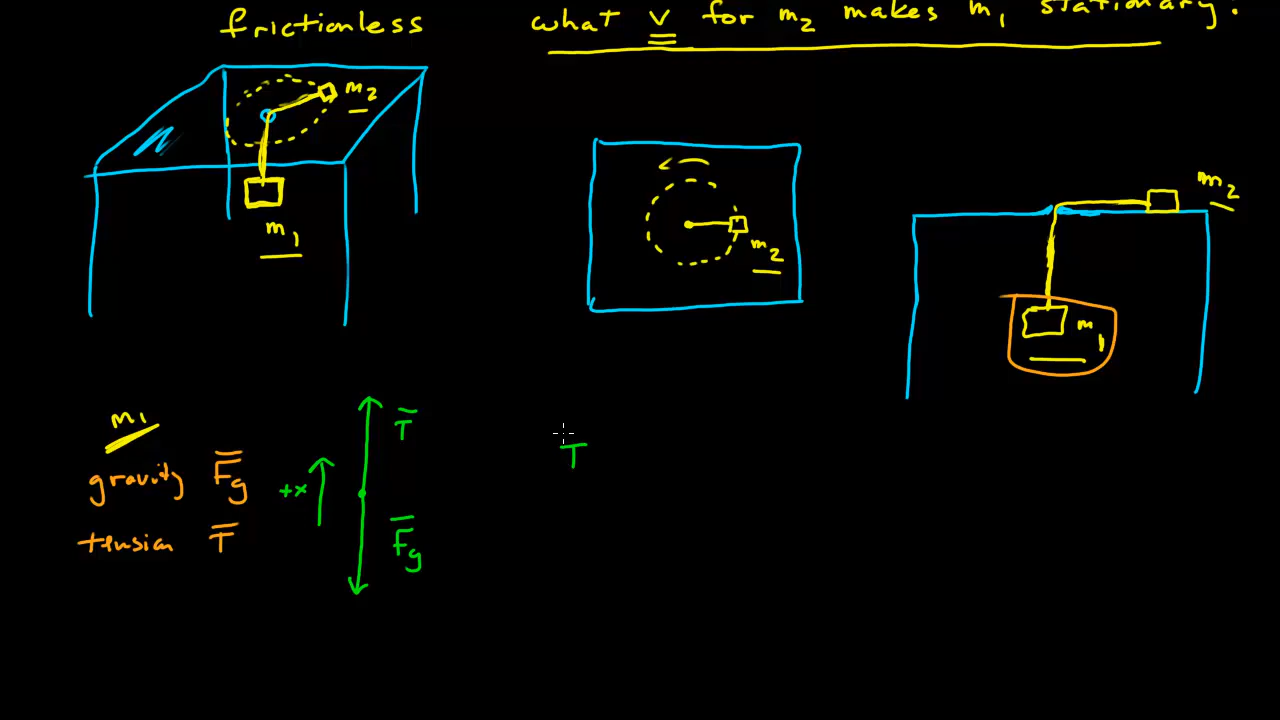 frictionless
what v for m2 makes m1 stationary?
m2
m1
m2
m2
m1
m1
gravity Fg
tension T
+x
T
Fg
T